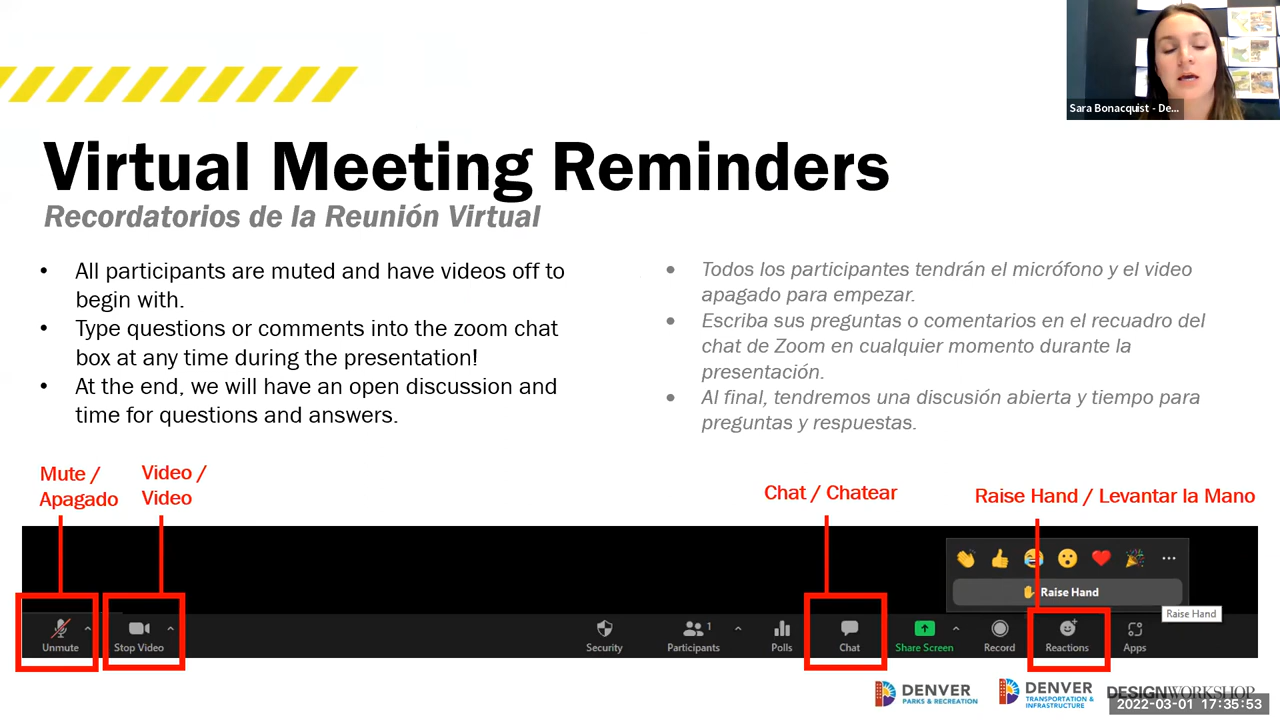 Sara Bonacquist - De...
Virtual Meeting Reminders
Recordatorios de la Reunión Virtual
• All participants are muted and have videos off to
begin with.
• Type questions or comments into the zoom chat
box at any time during the presentation!
• At the end, we will have an open discussion and
time for questions and answers.
• Todos los participantes tendrán el micrófono y el video
apagado para empezar.
• Escriba sus preguntas o comentarios en el recuadro del
chat de Zoom en cualquier momento durante la
presentación.
• Al final, tendremos una discusión abierta y tiempo para
preguntas y respuestas.
Mute /
Apagado
Video /
Video
Chat / Chatear
Raise Hand / Levantar la Mano
Raise Hand
Raise Hand
1
Unmute
Stop Video
Security
Participants
Polls
Chat
Share Screen
Record
Reactions
Apps
DENVER
PARKS & RECREATION
DENVER
TRANSPORTATION &
INFRASTRUCTURE
DESIGNWORKSHOP
2022-03-01 17:35:53